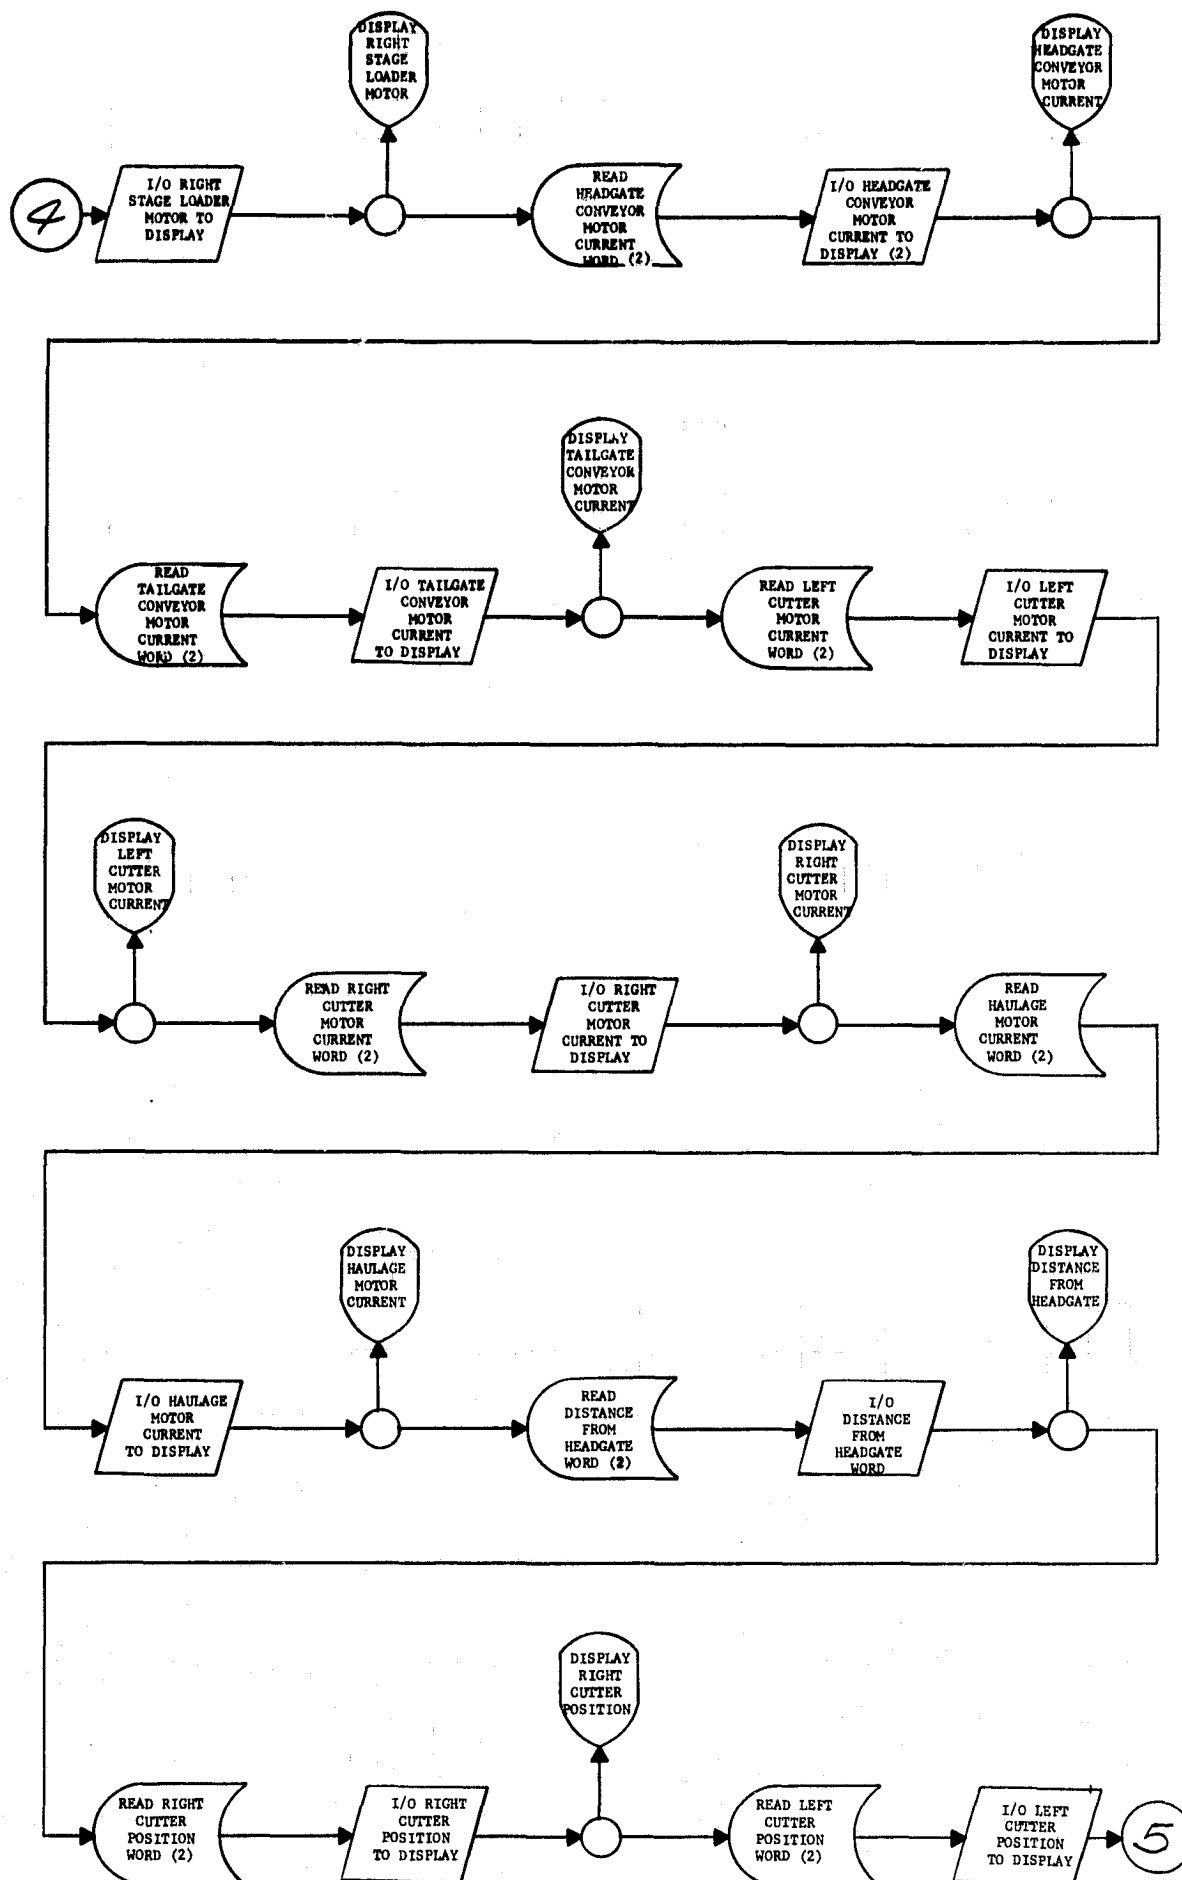 DISPLAY
RIGHT
STAGE
LOADER
MOTOR
DISPLAY
HEADGATE
CONVEYOR
MOTOR
CURRENT
4
I/O RIGHT
STAGE LOADER
MOTOR TO
DISPLAY
READ
HEADGATE
CONVEYOR
MOTOR
CURRENT
WORD (2)
I/O HEADGATE
CONVEYOR
MOTOR
CURRENT TO
DISPLAY (2)
DISPLAY
TAILGATE
CONVEYOR
MOTOR
CURRENT
READ
TAILGATE
CONVEYOR
MOTOR
CURRENT
WORD (2)
I/O TAILGATE
CONVEYOR
MOTOR
CURRENT
TO DISPLAY
READ LEFT
CUTTER
MOTOR
CURRENT
WORD (2)
I/O LEFT
CUTTER
MOTOR
CURRENT TO
DISPLAY
DISPLAY
LEFT
CUTTER
MOTOR
CURRENT
DISPLAY
RIGHT
CUTTER
MOTOR
CURRENT
READ RIGHT
CUTTER
MOTOR
CURRENT
WORD (2)
I/O RIGHT
CUTTER
MOTOR
CURRENT TO
DISPLAY
READ
HAULAGE
MOTOR
CURRENT
WORD (2)
DISPLAY
HAULAGE
MOTOR
CURRENT
DISPLAY
DISTANCE
FROM
HEADGATE
I/O HAULAGE
MOTOR
CURRENT
TO DISPLAY
READ
DISTANCE
FROM
HEADGATE
WORD (2)
I/O
DISTANCE
FROM
HEADGATE
WORD
DISPLAY
RIGHT
CUTTER
POSITION
READ RIGHT
CUTTER
POSITION
WORD (2)
I/O RIGHT
CUTTER
POSITION
TO DISPLAY
READ LEFT
CUTTER
POSITION
WORD (2)
I/O LEFT
CUTTER
POSITION
TO DISPLAY
5